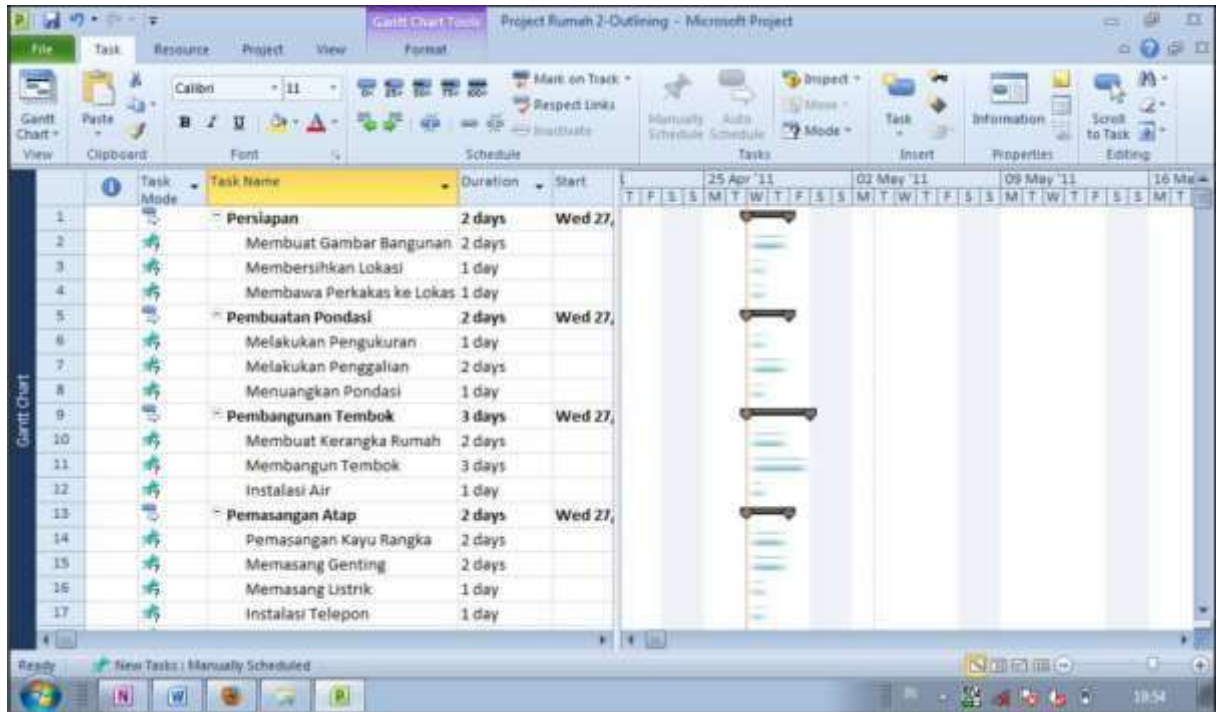 Gantt Chart Tools Project Rumah 2-Outlining - Microsoft Project
File Task Resource Project View Format
Calibri 11 Mark on Track Inspect
Respect Links Move
Gantt Chart Paste B I U Inactivate Manually Schedule Auto Schedule Mode Task Information Scroll to Task
View Clipboard Font Schedule Tasks Insert Properties Editing
Task Mode Task Name Duration Start 25 Apr '11 02 May '11 09 May '11 16 Ma
T F S S M T W T F S S M T W T F S S M T W T F S S M T
1 Persiapan 2 days Wed 27,
2 Membuat Gambar Bangunan 2 days
3 Membersihkan Lokasi 1 day
4 Membawa Perkakas ke Lokas 1 day
5 Pembuatan Pondasi 2 days Wed 27,
6 Melakukan Pengukuran 1 day
7 Melakukan Penggalian 2 days
8 Menuangkan Pondasi 1 day
9 Pembangunan Tembok 3 days Wed 27,
10 Membuat Kerangka Rumah 2 days
11 Membangun Tembok 3 days
12 Instalasi Air 1 day
13 Pemasangan Atap 2 days Wed 27,
14 Pemasangan Kayu Rangka 2 days
15 Memasang Genting 2 days
16 Memasang Listrik 1 day
17 Instalasi Telepon 1 day
Gantt Chart
Ready New Tasks : Manually Scheduled
19:54